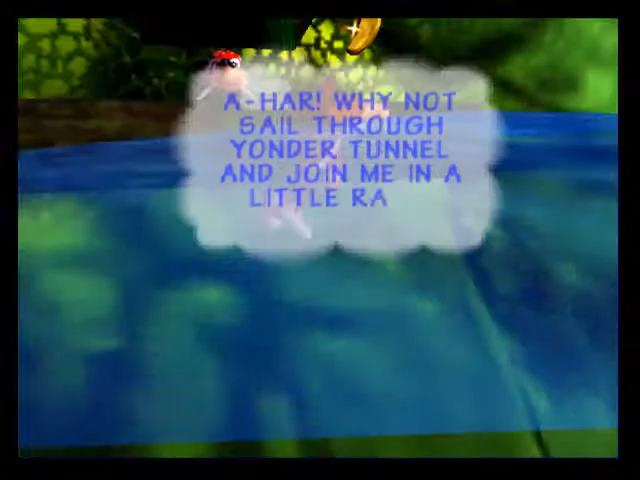 A-HAR! WHY NOT
SAIL THROUGH
YONDER TUNNEL
AND JOIN ME IN A
LITTLE RA